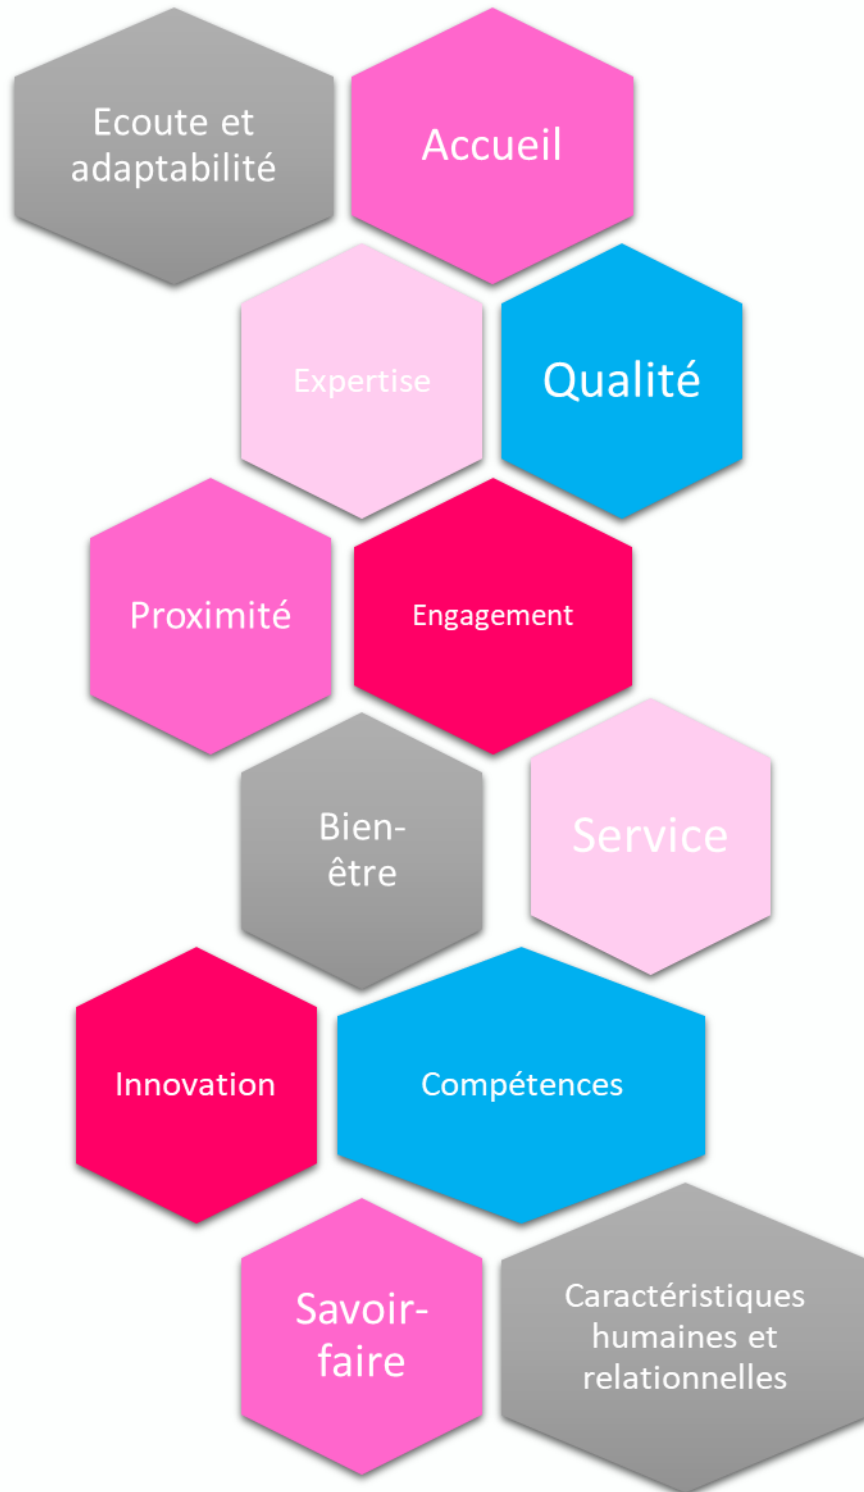 Ecoute et
adaptabilité
Accueil
Expertise
Qualité
Proximité
Engagement
Bien-
être
Service
Innovation
Compétences
Savoir-
faire
Caractéristiques
humaines et
relationnelles